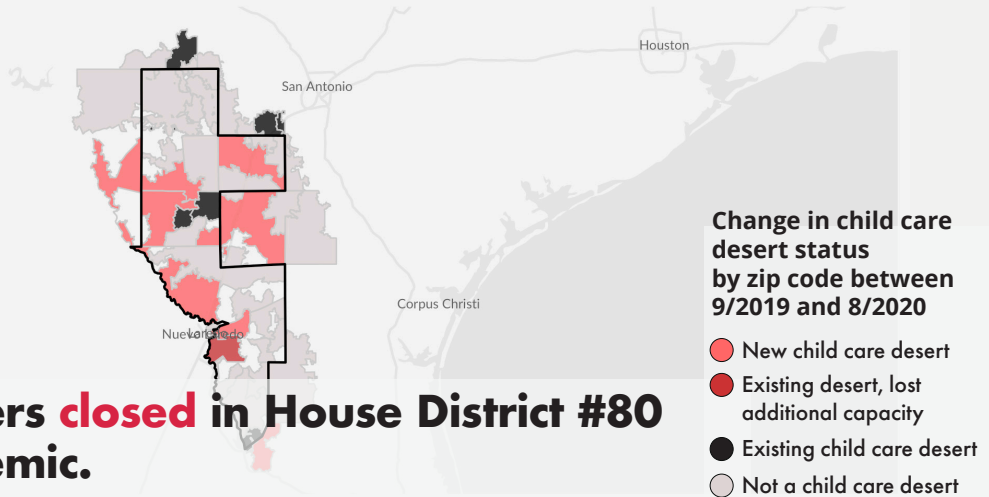 Houston
San Antonio
Change in child care
desert status
by zip code between
9/2019 and 8/2020
Corpus Christi
Nuevo Laredo
New child care desert
Existing desert, lost
additional capacity
ers closed in House District #80
emic.
Existing child care desert
Not a child care desert